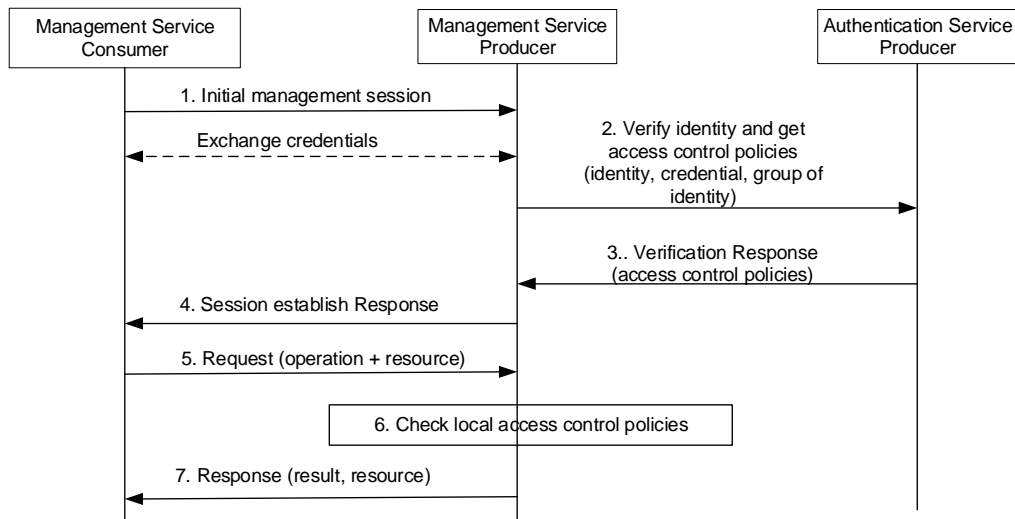 Management Service
Consumer
Management Service
Producer
Authentication Service
Producer
1. Initial management session
Exchange credentials
2. Verify identity and get
access control policies
(identity, credential, group of
identity)
3.. Verification Response
(access control policies)
4. Session establish Response
5. Request (operation + resource)
6. Check local access control policies
7. Response (result, resource)